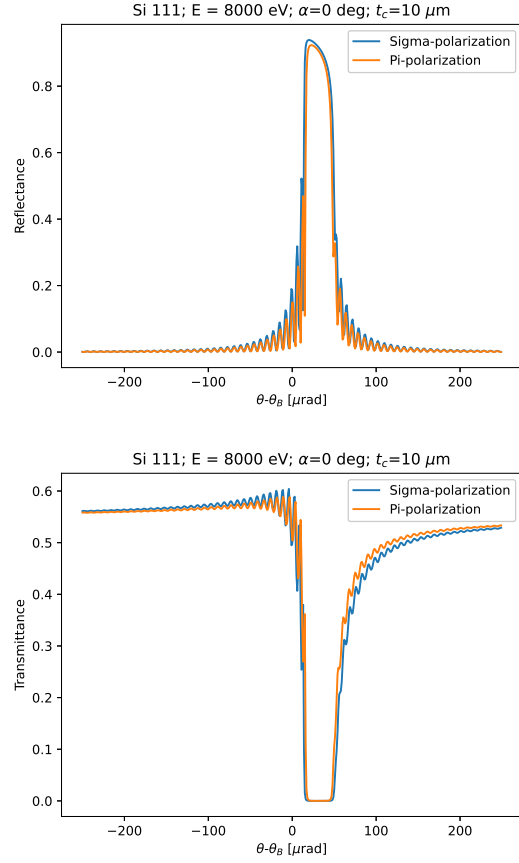 Si 111; E = 8000 eV; α=0 deg; t_c=10 μm
Sigma-polarization
Pi-polarization
Reflectance
0.8
0.6
0.4
0.2
0.0
−200
−100
0
100
200
θ-θ_B [μrad]
Si 111; E = 8000 eV; α=0 deg; t_c=10 μm
Sigma-polarization
Pi-polarization
Transmittance
0.6
0.5
0.4
0.3
0.2
0.1
0.0
−200
−100
0
100
200
θ-θ_B [μrad]